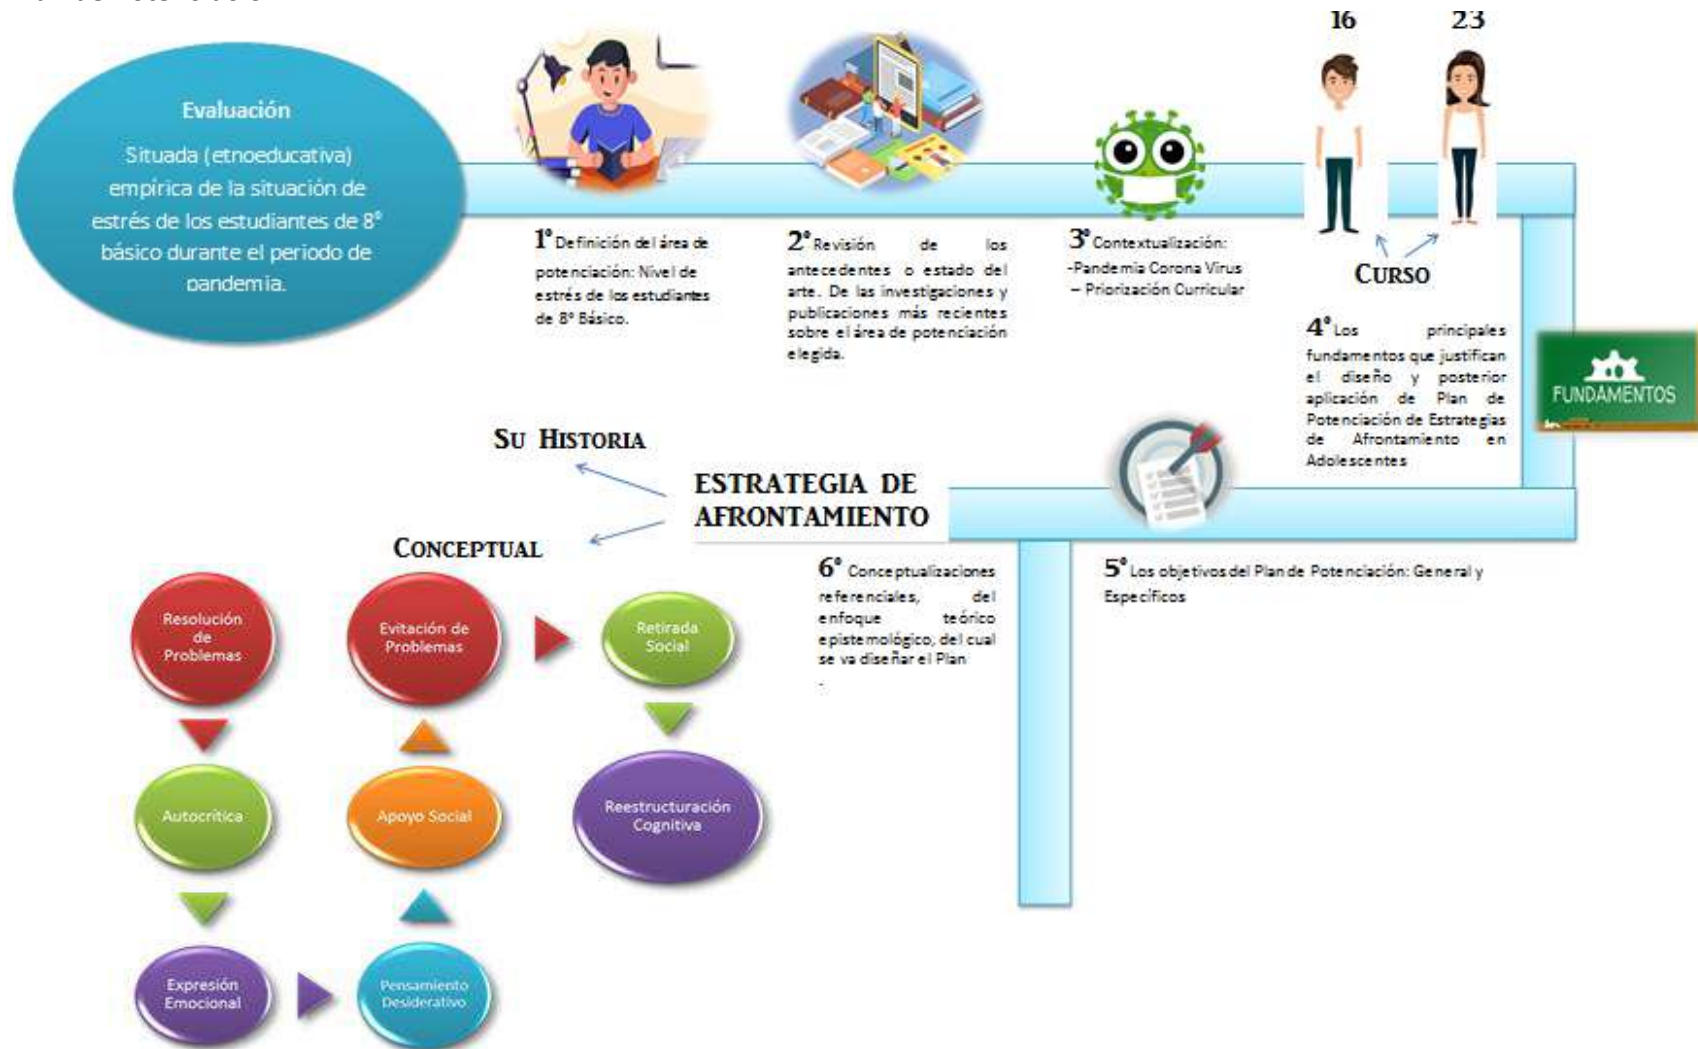 16
23
Evaluación
Situada (etnoeducativa)
empírica de la situación de
estrés de los estudiantes de 8°
básico durante el periodo de
pandemia.
1° Definición del área de
potenciación: Nivel de
estrés de los estudiantes
de 8° Básico.
2° Revisión de los
antecedentes o estado del
arte. De las investigaciones y
publicaciones más recientes
sobre el área de potenciación
elegida.
3° Contextualización:
-Pandemia Corona Virus
– Priorización Curricular
CURSO
4° Los principales
fundamentos que justifican
el diseño y posterior
aplicación de Plan de
Potenciación de Estrategias
de Afrontamiento en
Adolescentes
FUNDAMENTOS
SU HISTORIA
ESTRATEGIA DE
AFRONTAMIENTO
CONCEPTUAL
6° Conceptualizaciones
referenciales, del
enfoque teórico
epistemológico, del cual
se va diseñar el Plan
.
5° Los objetivos del Plan de Potenciación: General y
Específicos
Resolución
de
Problemas
Evitación de
Problemas
Retirada
Social
Autocrítica
Apoyo Social
Reestructuración
Cognitiva
Expresión
Emocional
Pensamiento
Desiderativo